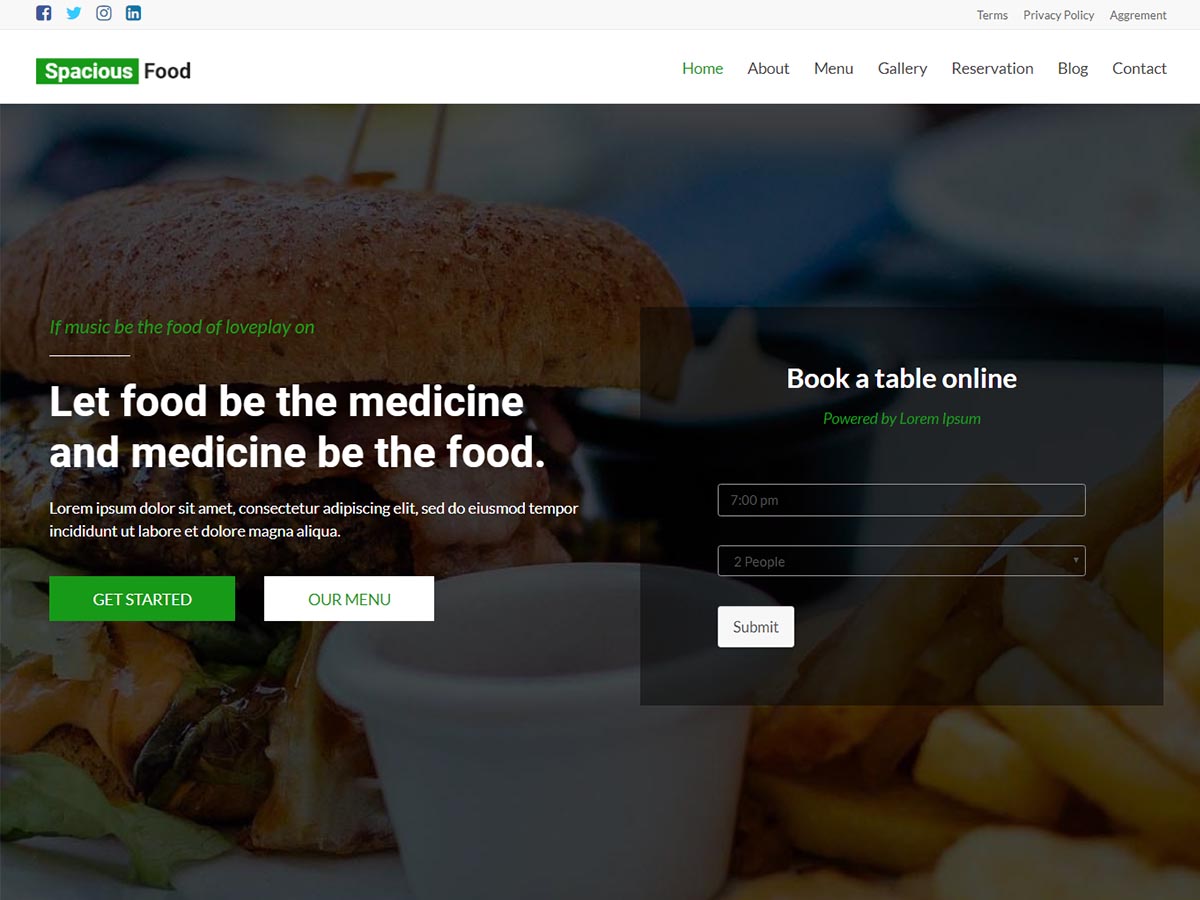 Terms Privacy Policy Aggrement
Spacious Food
Home About Menu Gallery Reservation Blog Contact
If music be the food of loveplay on
Let food be the medicine
and medicine be the food.
Lorem ipsum dolor sit amet, consectetur adipiscing elit, sed do eiusmod tempor
incididunt ut labore et dolore magna aliqua.
GET STARTED OUR MENU
Book a table online
Powered by Lorem Ipsum
7:00 pm
2 People
Submit